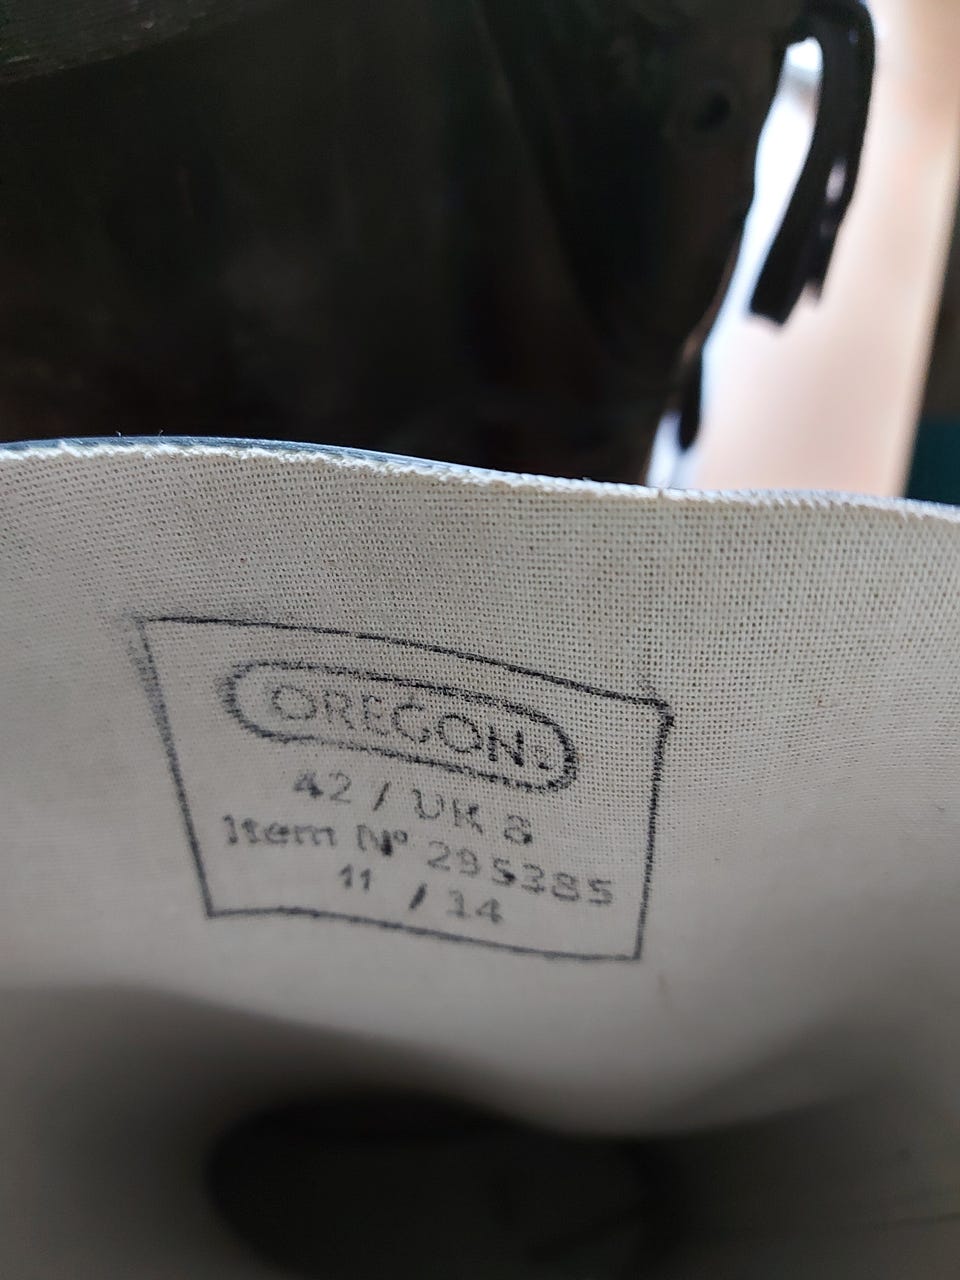 OREGON®
42 / UK 8
Item Nº 295385
11 / 14